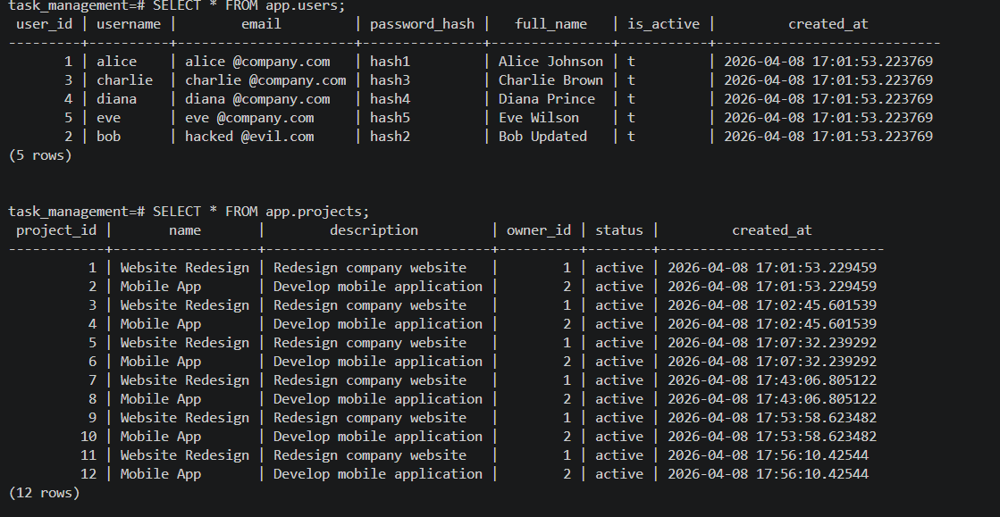 task_management=# SELECT * FROM app.users;
 user_id | username |       email        | password_hash |   full_name   | is_active |         created_at
---------+----------+----------------------+---------------+---------------+-----------+----------------------------
       1 | alice    | alice @company.com   | hash1         | Alice Johnson | t         | 2026-04-08 17:01:53.223769
       3 | charlie  | charlie @company.com | hash3         | Charlie Brown | t         | 2026-04-08 17:01:53.223769
       4 | diana    | diana @company.com   | hash4         | Diana Prince  | t         | 2026-04-08 17:01:53.223769
       5 | eve      | eve @company.com     | hash5         | Eve Wilson    | t         | 2026-04-08 17:01:53.223769
       2 | bob      | hacked @evil.com     | hash2         | Bob Updated   | t         | 2026-04-08 17:01:53.223769
(5 rows)
task_management=# SELECT * FROM app.projects;
 project_id |       name       |        description         | owner_id | status |         created_at
------------+------------------+----------------------------+----------+--------+----------------------------
          1 | Website Redesign | Redesign company website   |        1 | active | 2026-04-08 17:01:53.229459
          2 | Mobile App       | Develop mobile application |        2 | active | 2026-04-08 17:01:53.229459
          3 | Website Redesign | Redesign company website   |        1 | active | 2026-04-08 17:02:45.601539
          4 | Mobile App       | Develop mobile application |        2 | active | 2026-04-08 17:02:45.601539
          5 | Website Redesign | Redesign company website   |        1 | active | 2026-04-08 17:07:32.239292
          6 | Mobile App       | Develop mobile application |        2 | active | 2026-04-08 17:07:32.239292
          7 | Website Redesign | Redesign company website   |        1 | active | 2026-04-08 17:43:06.805122
          8 | Mobile App       | Develop mobile application |        2 | active | 2026-04-08 17:43:06.805122
          9 | Website Redesign | Redesign company website   |        1 | active | 2026-04-08 17:53:58.623482
         10 | Mobile App       | Develop mobile application |        2 | active | 2026-04-08 17:53:58.623482
         11 | Website Redesign | Redesign company website   |        1 | active | 2026-04-08 17:56:10.42544
         12 | Mobile App       | Develop mobile application |        2 | active | 2026-04-08 17:56:10.42544
(12 rows)